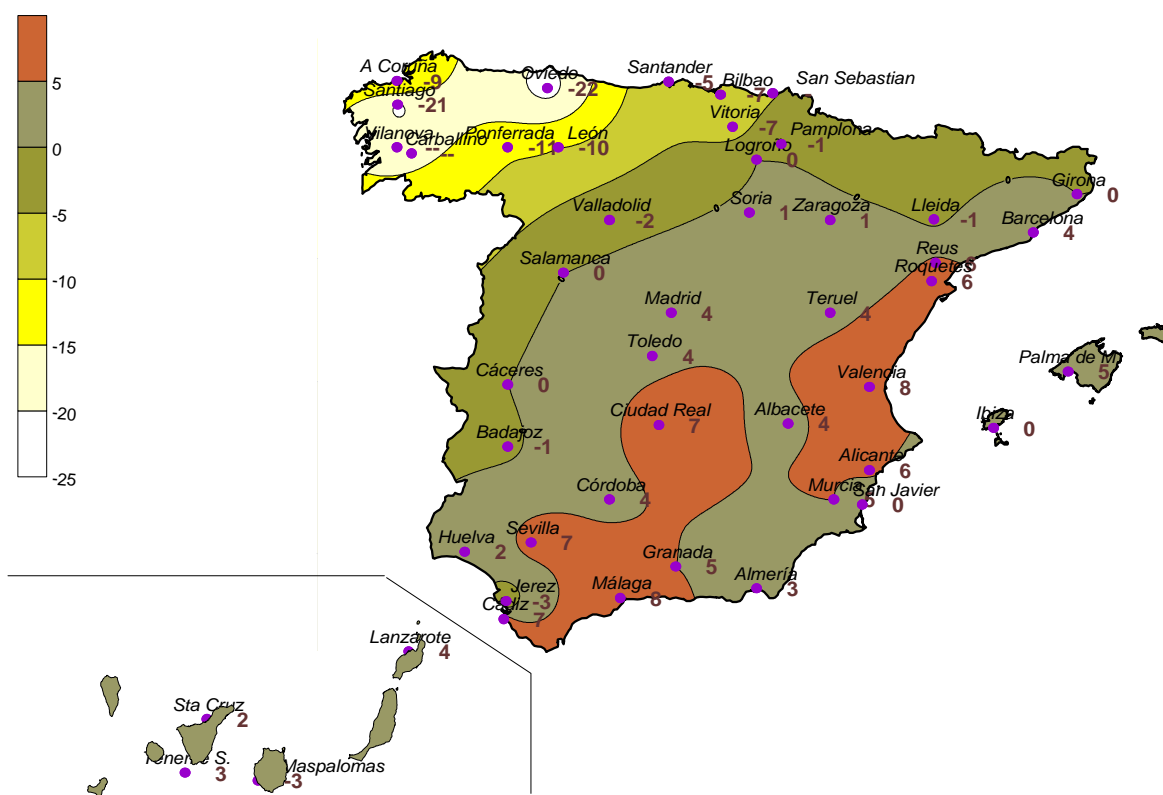 5
0
-5
-10
-15
-20
-25
A Coruña -9
Santiago -21
Oviedo -22
Santander -5
Bilbao -7
San Sebastian -
Vitoria -7
Vilanova --
Carballino --
Ponferrada -11
León -10
Pamplona -1
Logroño 0
Girona 0
Valladolid -2
Soria 1
Zaragoza 1
Lleida -1
Barcelona 4
Salamanca 0
Reus
Roquetes 6
Madrid 4
Teruel 4
Toledo 4
Palma de M. 5
Cáceres 0
Valencia 8
Ciudad Real 7
Albacete 4
Ibiza 0
Badajoz -1
Alicante 6
Córdoba 4
Murcia
San Javier 0
Huelva 2
Sevilla 7
Granada 5
Almería 3
Jerez -3
Málaga 8
Cádiz 7
Lanzarote 4
Sta Cruz 2
Tenerife S. 3
Maspalomas -3